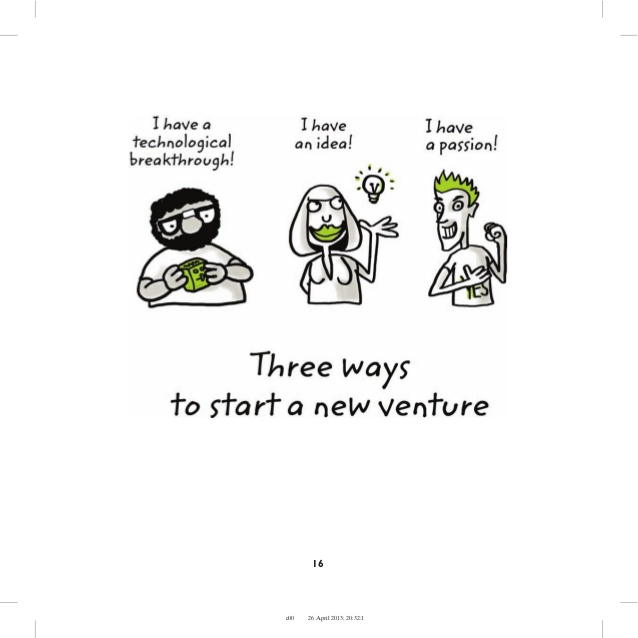 I have a
technological
breakthrough!
I have
an idea!
I have
a passion!
YES
Three ways
to start a new venture
16
d00 26 April 2013; 20:32:1